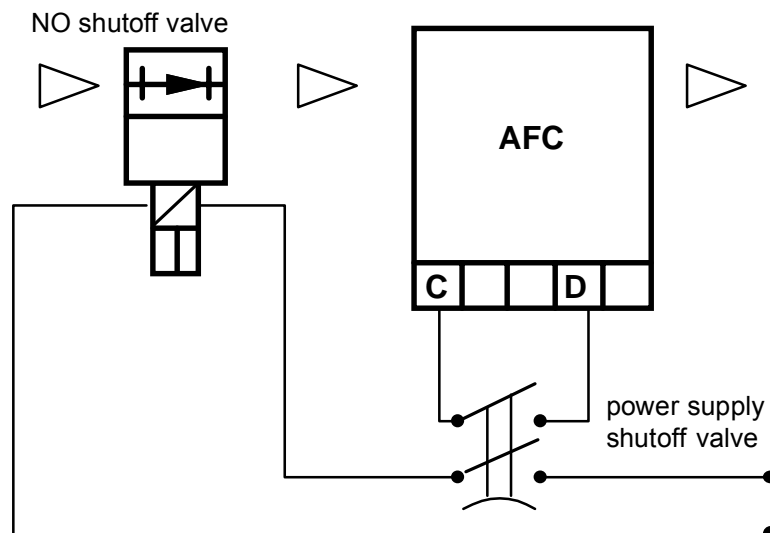 NO shutoff valve
AFC
C D
power supply
shutoff valve